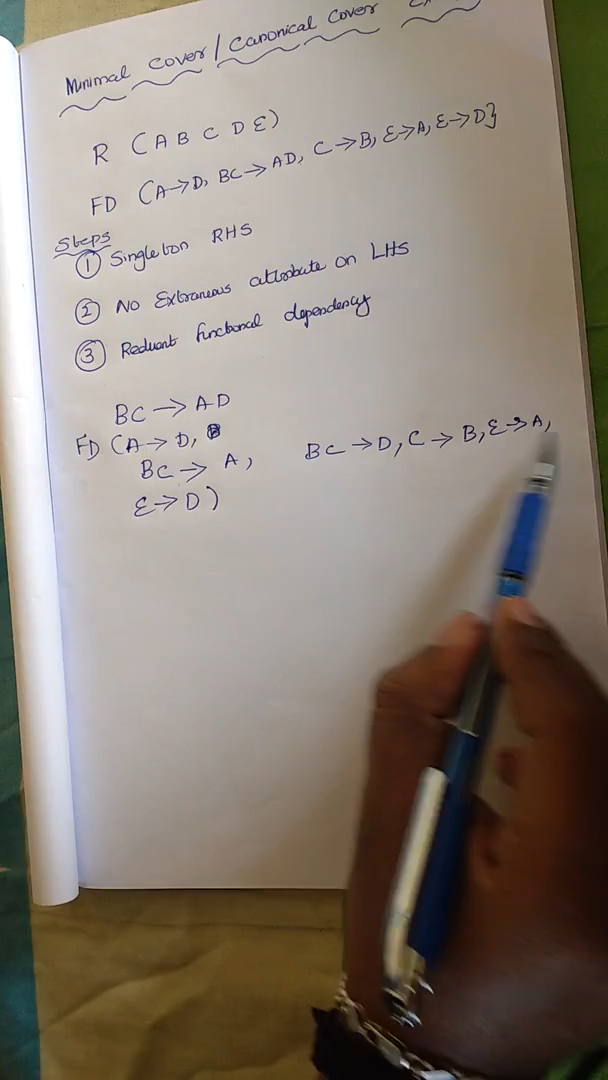 Minimal Cover / Canonical Cover
R (A B C D E)
FD (A→D, BC→AD, C→B, E→A, E→D}
Steps
① Singleton RHS
② No Extraneous attribute on LHS
③ Reduant functional dependency
BC → AD
FD (A → D, B
BC → A, BC → D, C → B, E → A,
E → D)